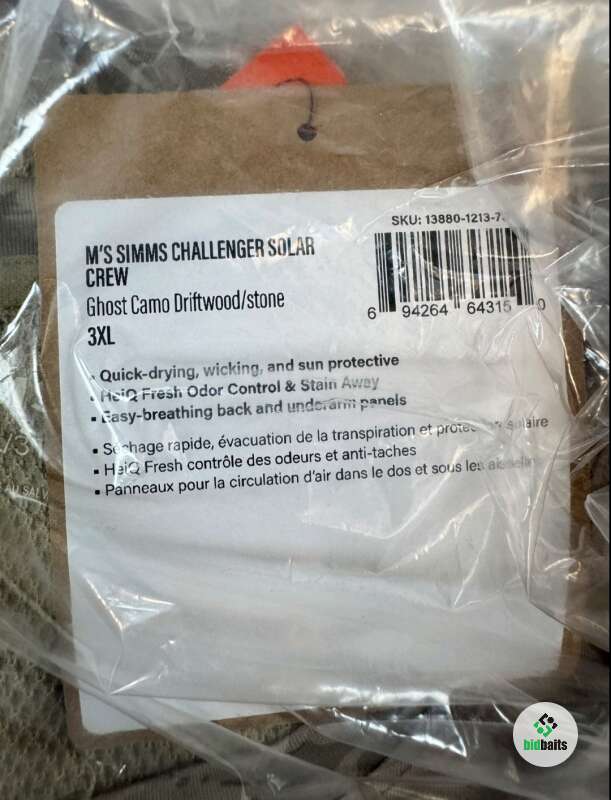 SKU: 13880-1213-7
M'S SIMMS CHALLENGER SOLAR
CREW
Ghost Camo Driftwood/stone
3XL
6 94264 64315 0
▪ Quick-drying, wicking, and sun protective
▪ HeiQ Fresh Odor Control & Stain Away
▪ Easy-breathing back and underarm panels
▪ Séchage rapide, évacuation de la transpiration et solaire
▪ HeiQ Fresh contrôle des odeurs et anti-taches
▪ Panneaux pour la circulation d'air dans le dos et sous les
bidbaits